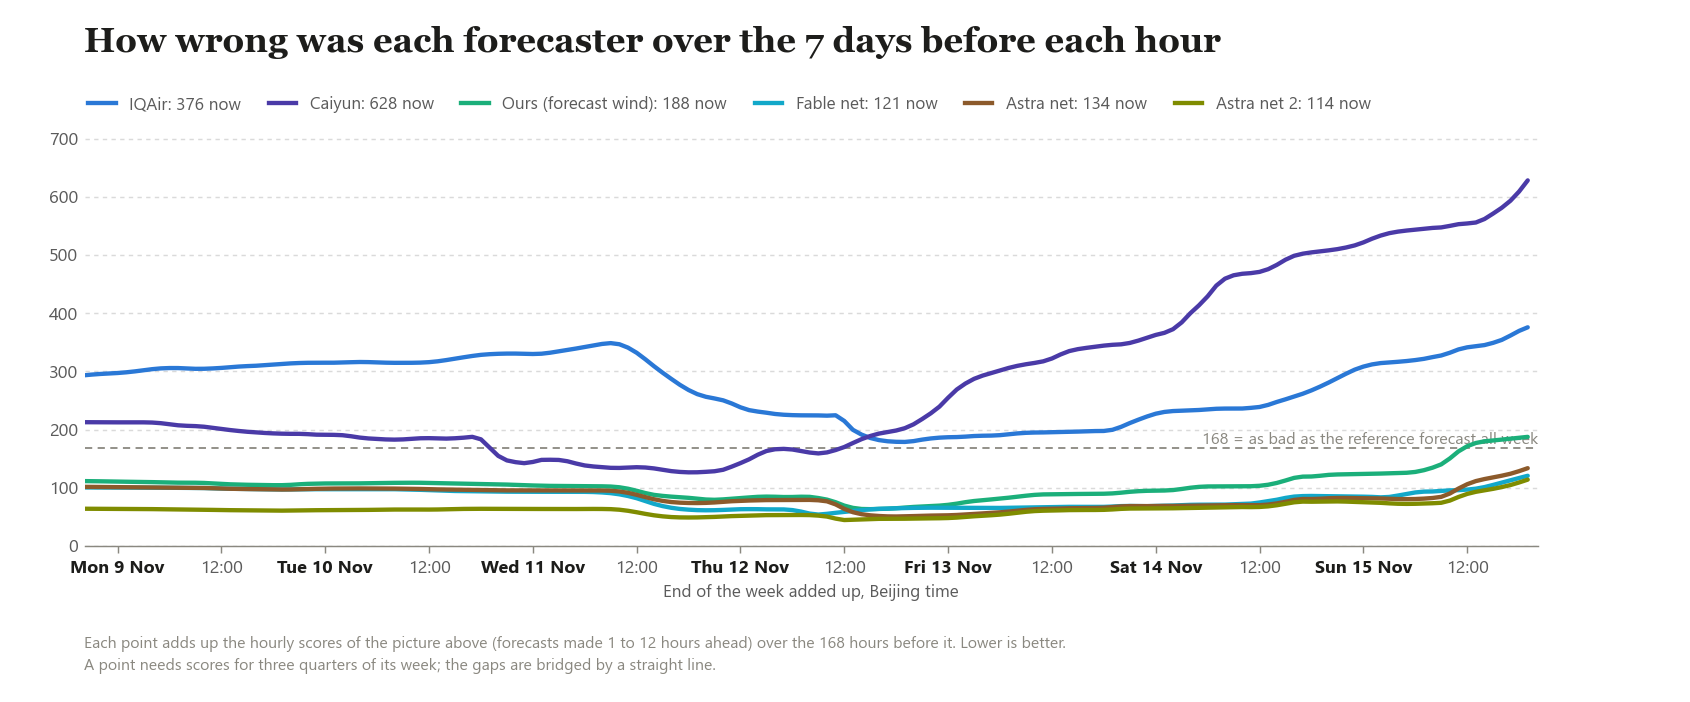 How wrong was each forecaster over the 7 days before each hour
IQAir: 376 now Caiyun: 628 now Ours (forecast wind): 188 now Fable net: 121 now Astra net: 134 now Astra net 2: 114 now
700
600
500
400
300
200
168 = as bad as the reference forecast all week
100
0
Mon 9 Nov 12:00 Tue 10 Nov 12:00 Wed 11 Nov 12:00 Thu 12 Nov 12:00 Fri 13 Nov 12:00 Sat 14 Nov 12:00 Sun 15 Nov 12:00
End of the week added up, Beijing time
Each point adds up the hourly scores of the picture above (forecasts made 1 to 12 hours ahead) over the 168 hours before it. Lower is better.
A point needs scores for three quarters of its week; the gaps are bridged by a straight line.